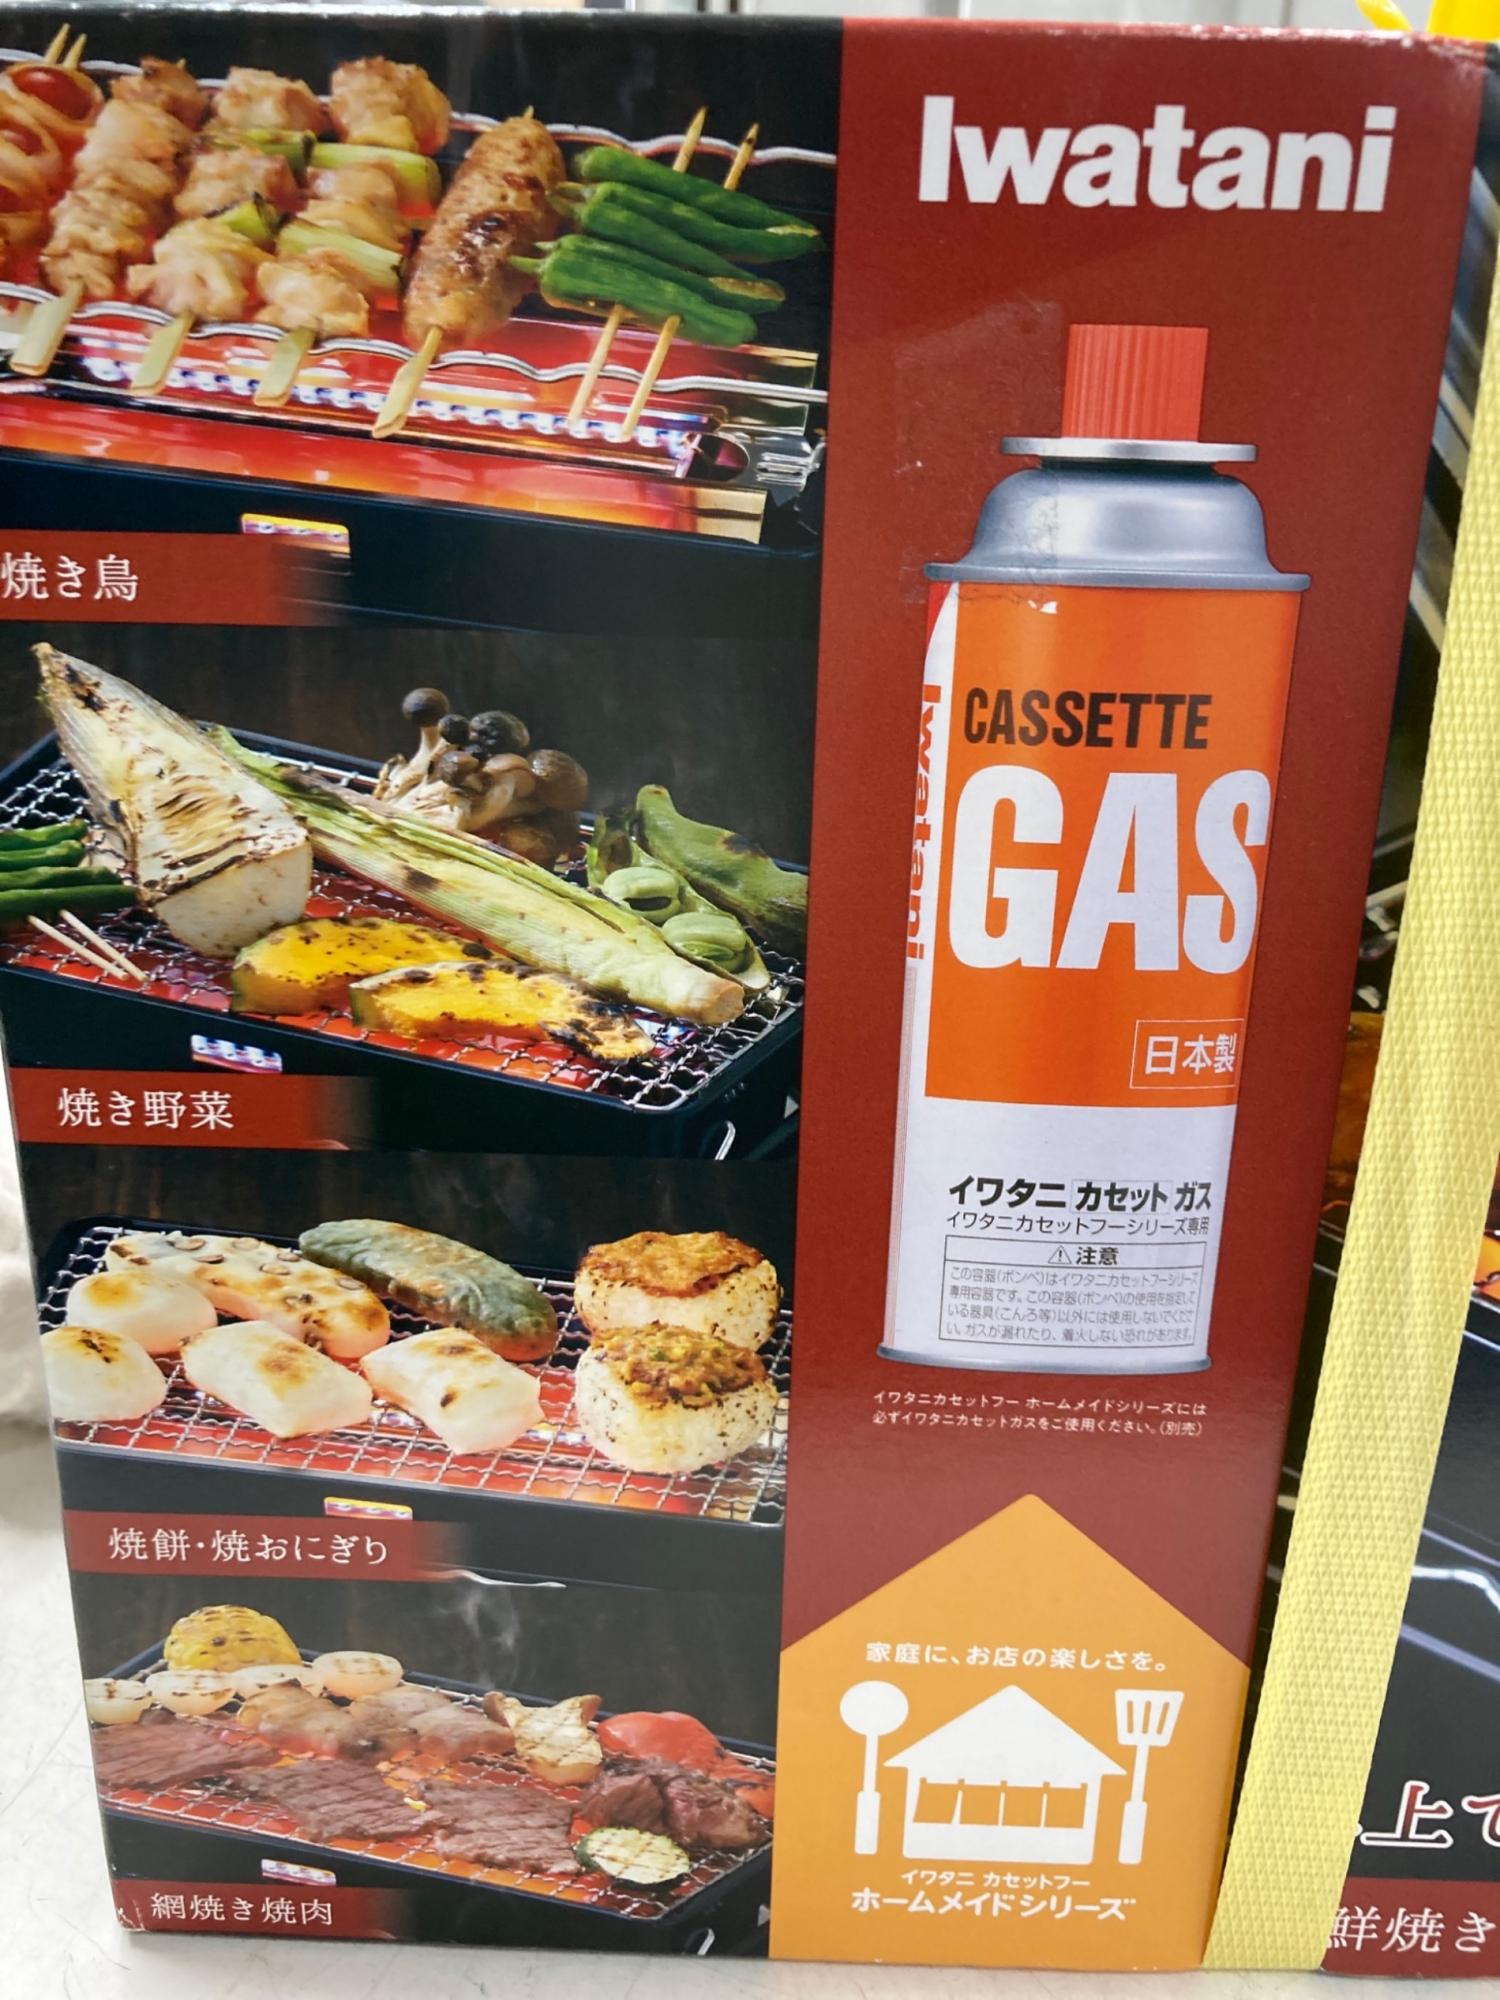 Iwatani
焼き鳥
焼き野菜
焼餅・焼おにぎり
網焼き焼肉
Iwatani
CASSETTE
GAS
日本製
イワタニ カセット ガス
イワタニカセットフーシリーズ専用
注意
この容器(ボンベ)はイワタニカセットフーシリーズ
専用容器です。この容器(ボンベ)の使用を指定して
いる器具(こんろ等)以外には使用しないでくださ
い。ガスが漏れたり、着火しない恐れがあります。
イワタニカセットフー ホームメイドシリーズには
必ずイワタニカセットガスをご使用ください。(別売)
家庭に、お店の楽しさを。
イワタニ カセットフー
ホームメイドシリーズ
上で
鮮焼き